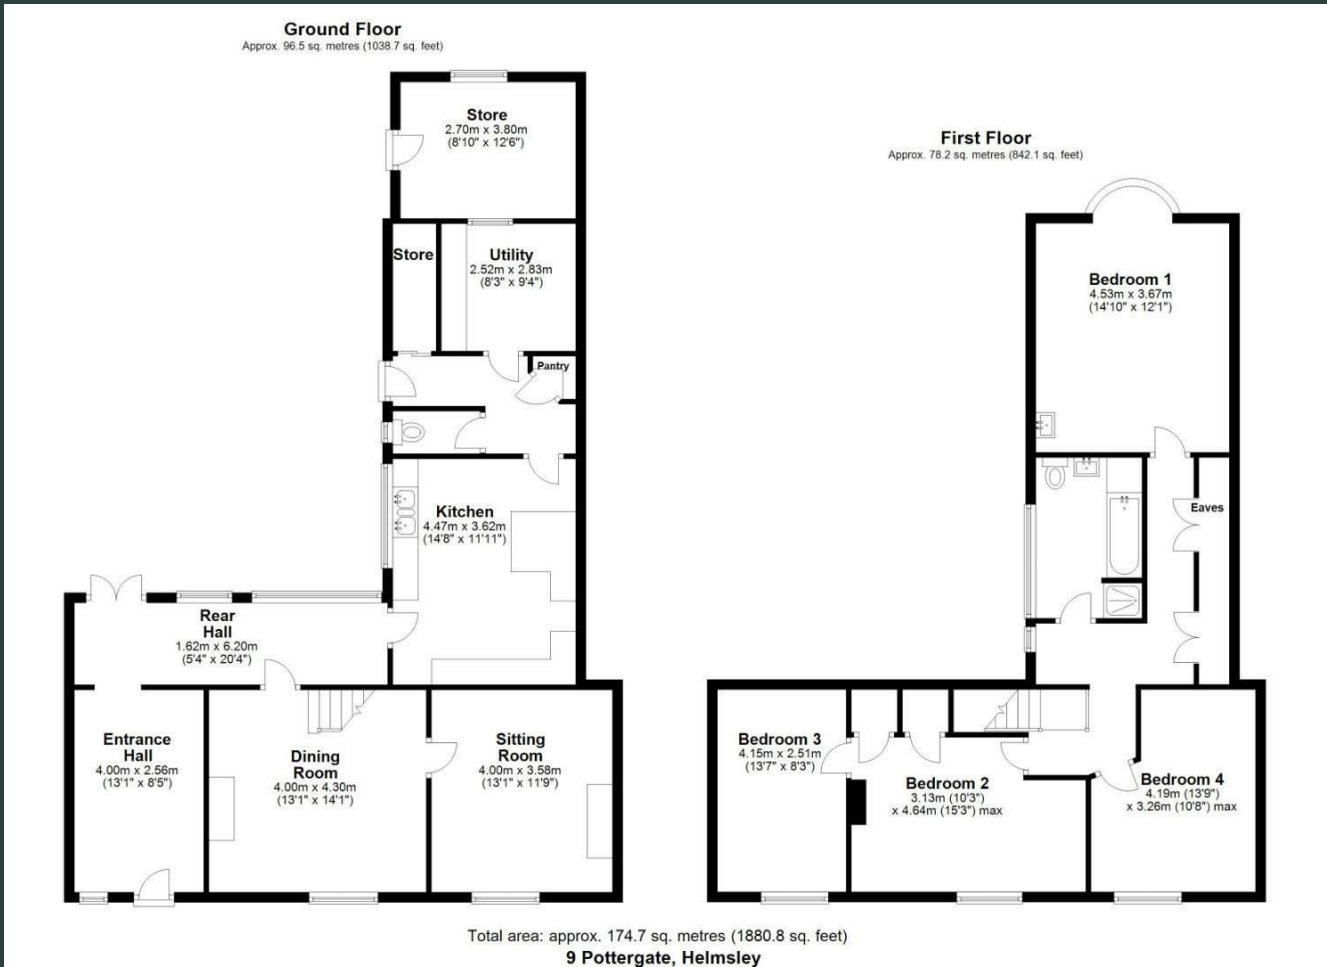 Ground Floor
Approx. 96.5 sq. metres (1038.7 sq. feet)
Store
2.70m x 3.80m
(8'10" x 12'6")
Store
Utility
2.52m x 2.83m
(8'3" x 9'4")
Pantry
Kitchen
4.47m x 3.62m
(14'8" x 11'11")
Rear
Hall
1.62m x 6.20m
(5'4" x 20'4")
Entrance
Hall
4.00m x 2.56m
(13'1" x 8'5")
Dining
Room
4.00m x 4.30m
(13'1" x 14'1")
Sitting
Room
4.00m x 3.58m
(13'1" x 11'9")
First Floor
Approx. 78.2 sq. metres (842.1 sq. feet)
Bedroom 1
4.53m x 3.67m
(14'10" x 12'1")
Eaves
Bedroom 3
4.15m x 2.51m
(13'7" x 8'3")
Bedroom 2
3.13m (10'3")
x 4.64m (15'3") max
Bedroom 4
4.19m (13'9")
x 3.26m (10'8") max
Total area: approx. 174.7 sq. metres (1880.8 sq. feet)
9 Pottergate, Helmsley